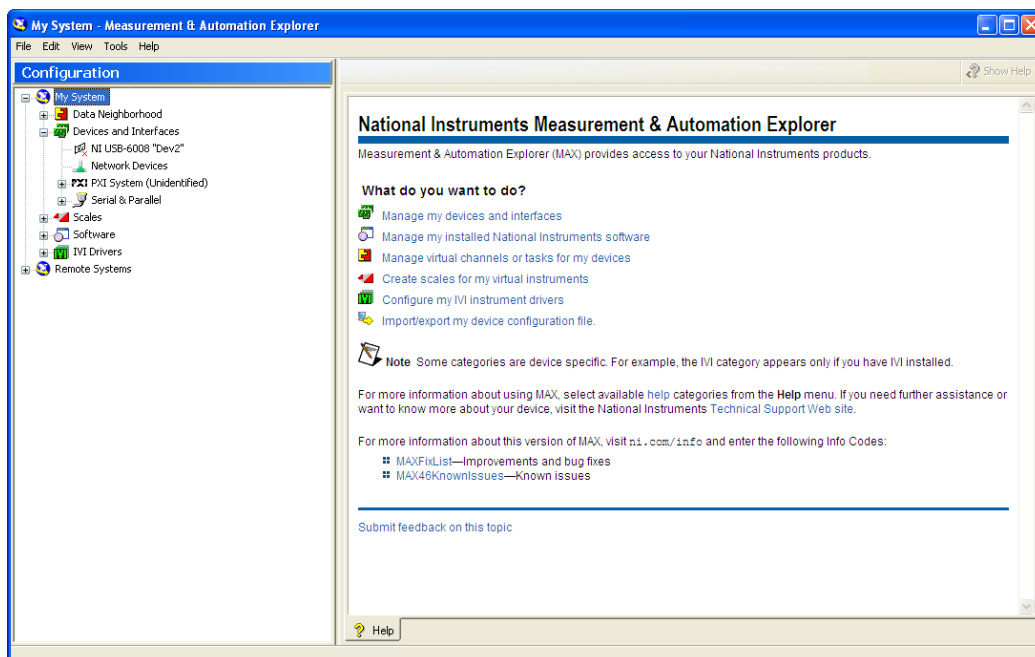 My System - Measurement & Automation Explorer
File Edit View Tools Help
Configuration
Show Help
My System
Data Neighborhood
Devices and Interfaces
NI USB-6008 "Dev2"
Network Devices
PXI PXI System (Unidentified)
Serial & Parallel
Scales
Software
IVI IVI Drivers
Remote Systems
National Instruments Measurement & Automation Explorer
Measurement & Automation Explorer (MAX) provides access to your National Instruments products.
What do you want to do?
Manage my devices and interfaces
Manage my installed National Instruments software
Manage virtual channels or tasks for my devices
Create scales for my virtual instruments
IVI Configure my IVI instrument drivers
Import/export my device configuration file.
Note Some categories are device specific. For example, the IVI category appears only if you have IVI installed.
For more information about using MAX, select available help categories from the Help menu. If you need further assistance or
want to know more about your device, visit the National Instruments Technical Support Web site.
For more information about this version of MAX, visit ni.com/info and enter the following Info Codes:
MAXFixList—Improvements and bug fixes
MAX46KnownIssues—Known issues
Submit feedback on this topic
Help